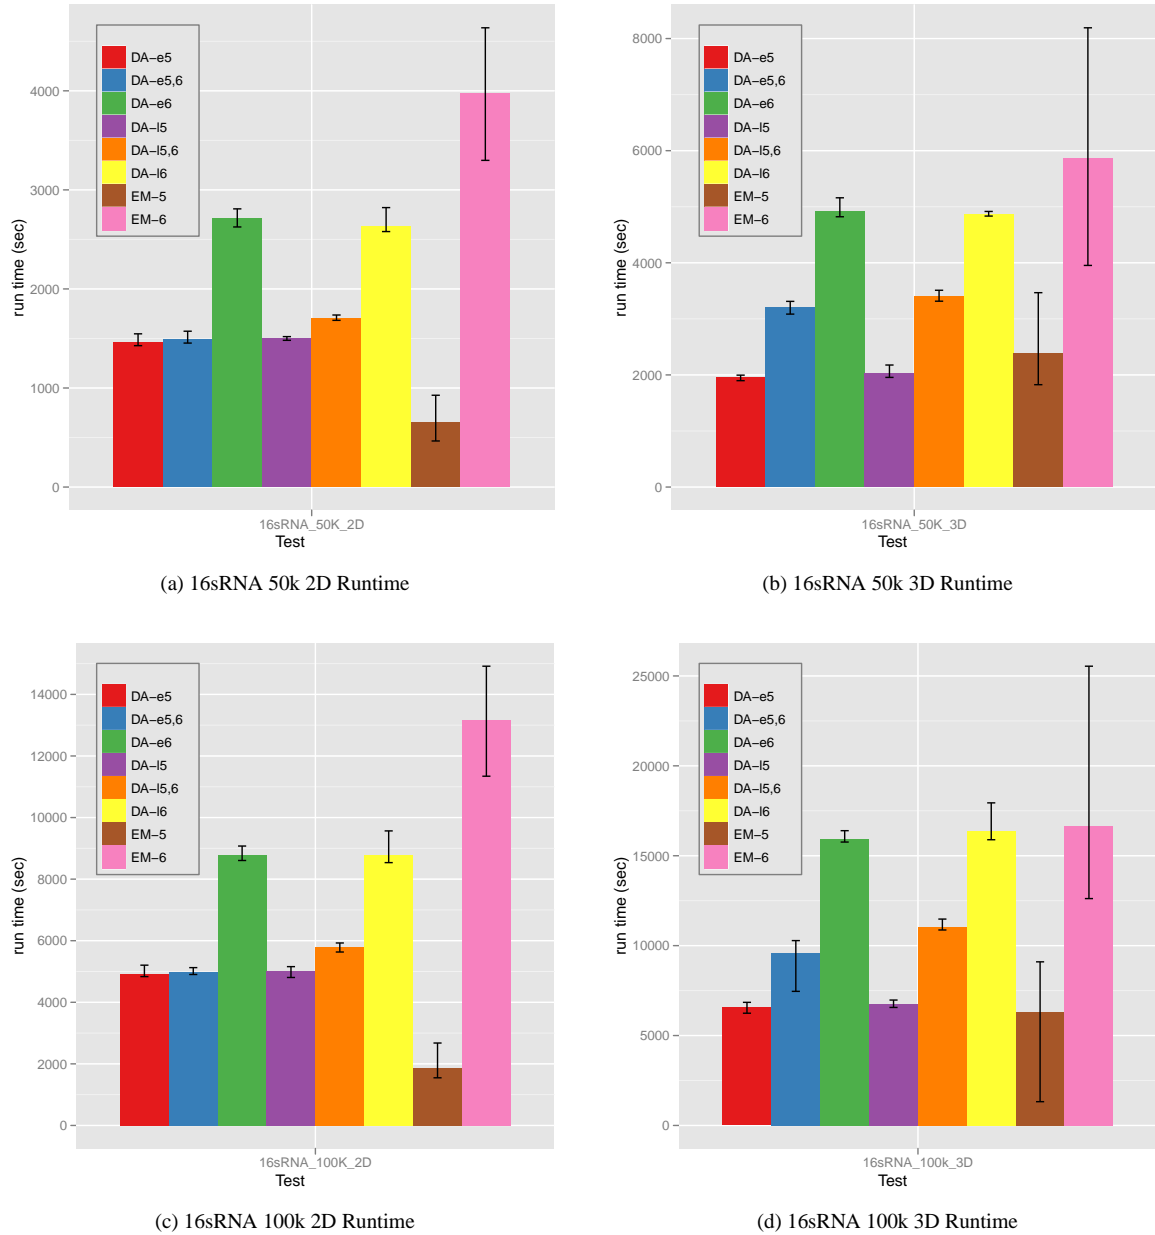 DA−e5
DA−e5,6
DA−e6
DA−l5
DA−l5,6
DA−l6
EM−5
EM−6
run time (sec)
4000
3000
2000
1000
0
16sRNA_50K_2D
Test
(a) 16sRNA 50k 2D Runtime
DA−e5
DA−e5,6
DA−e6
DA−l5
DA−l5,6
DA−l6
EM−5
EM−6
run time (sec)
8000
6000
4000
2000
0
16sRNA_50K_3D
Test
(b) 16sRNA 50k 3D Runtime
DA−e5
DA−e5,6
DA−e6
DA−l5
DA−l5,6
DA−l6
EM−5
EM−6
run time (sec)
14000
12000
10000
8000
6000
4000
2000
0
16sRNA_100K_2D
Test
(c) 16sRNA 100k 2D Runtime
DA−e5
DA−e5,6
DA−e6
DA−l5
DA−l5,6
DA−l6
EM−5
EM−6
run time (sec)
25000
20000
15000
10000
5000
0
16sRNA_100k_3D
Test
(d) 16sRNA 100k 3D Runtime